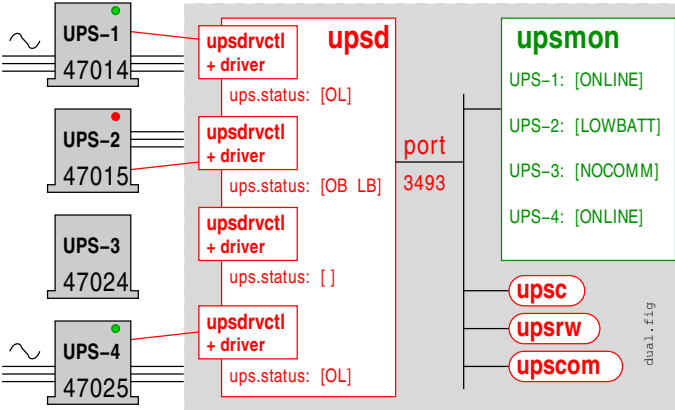 UPS−1
47014
UPS−2
47015
UPS−3
47024
UPS−4
47025
upsd
upsdrvctl
+ driver
ups.status: [OL]
upsdrvctl
+ driver
ups.status: [OB LB]
upsdrvctl
+ driver
ups.status: [ ]
upsdrvctl
+ driver
ups.status: [OL]
port
3493
upsmon
UPS−1: [ONLINE]
UPS−2: [LOWBATT]
UPS−3: [NOCOMM]
UPS−4: [ONLINE]
upsc
upsrw
upscom
dual.fig